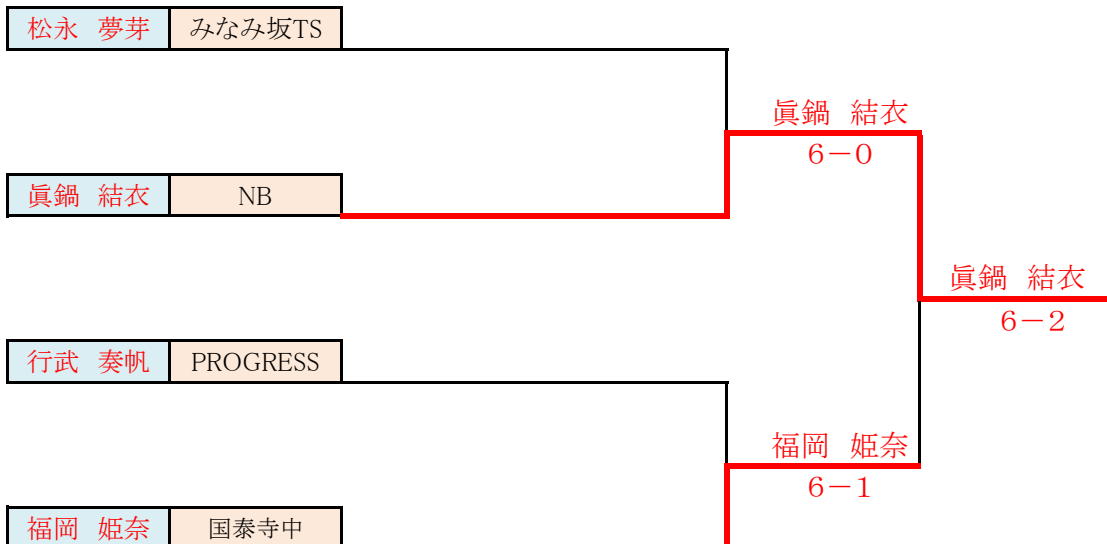 松永　夢芽　みなみ坂TS
眞鍋　結衣
6－0
眞鍋　結衣　NB
眞鍋　結衣
6－2
行武　奏帆　PROGRESS
福岡　姫奈
6－1
福岡　姫奈　国泰寺中